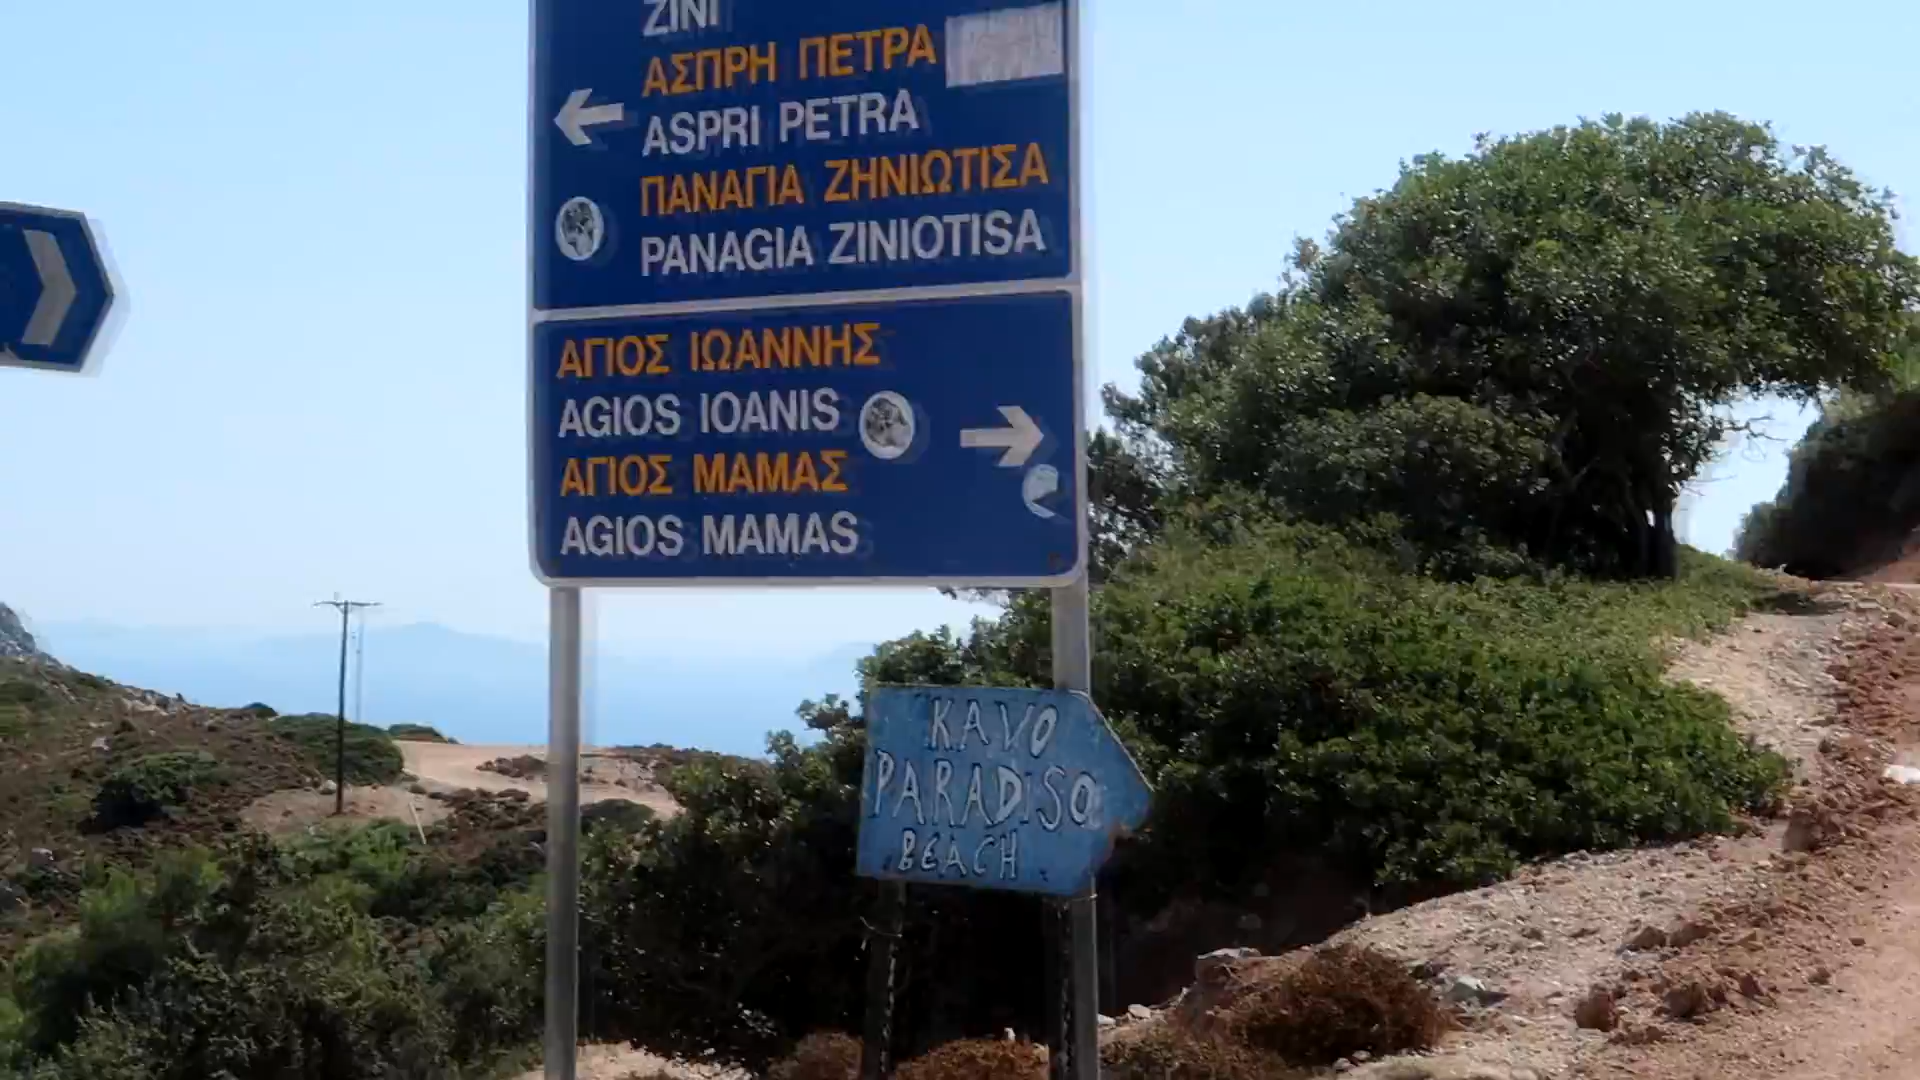 ZINI
ΑΣΠΡΗ ΠΕΤΡΑ
ASPRI PETRA
ΠΑΝΑΓΙΑ ΖΗΝΙΩΤΙΣΑ
PANAGIA ZINIOTISA
ΑΓΙΟΣ ΙΩΑΝΝΗΣ
AGIOS IOANIS
ΑΓΙΟΣ ΜΑΜΑΣ
AGIOS MAMAS
KAVO
PARADISO
BEACH